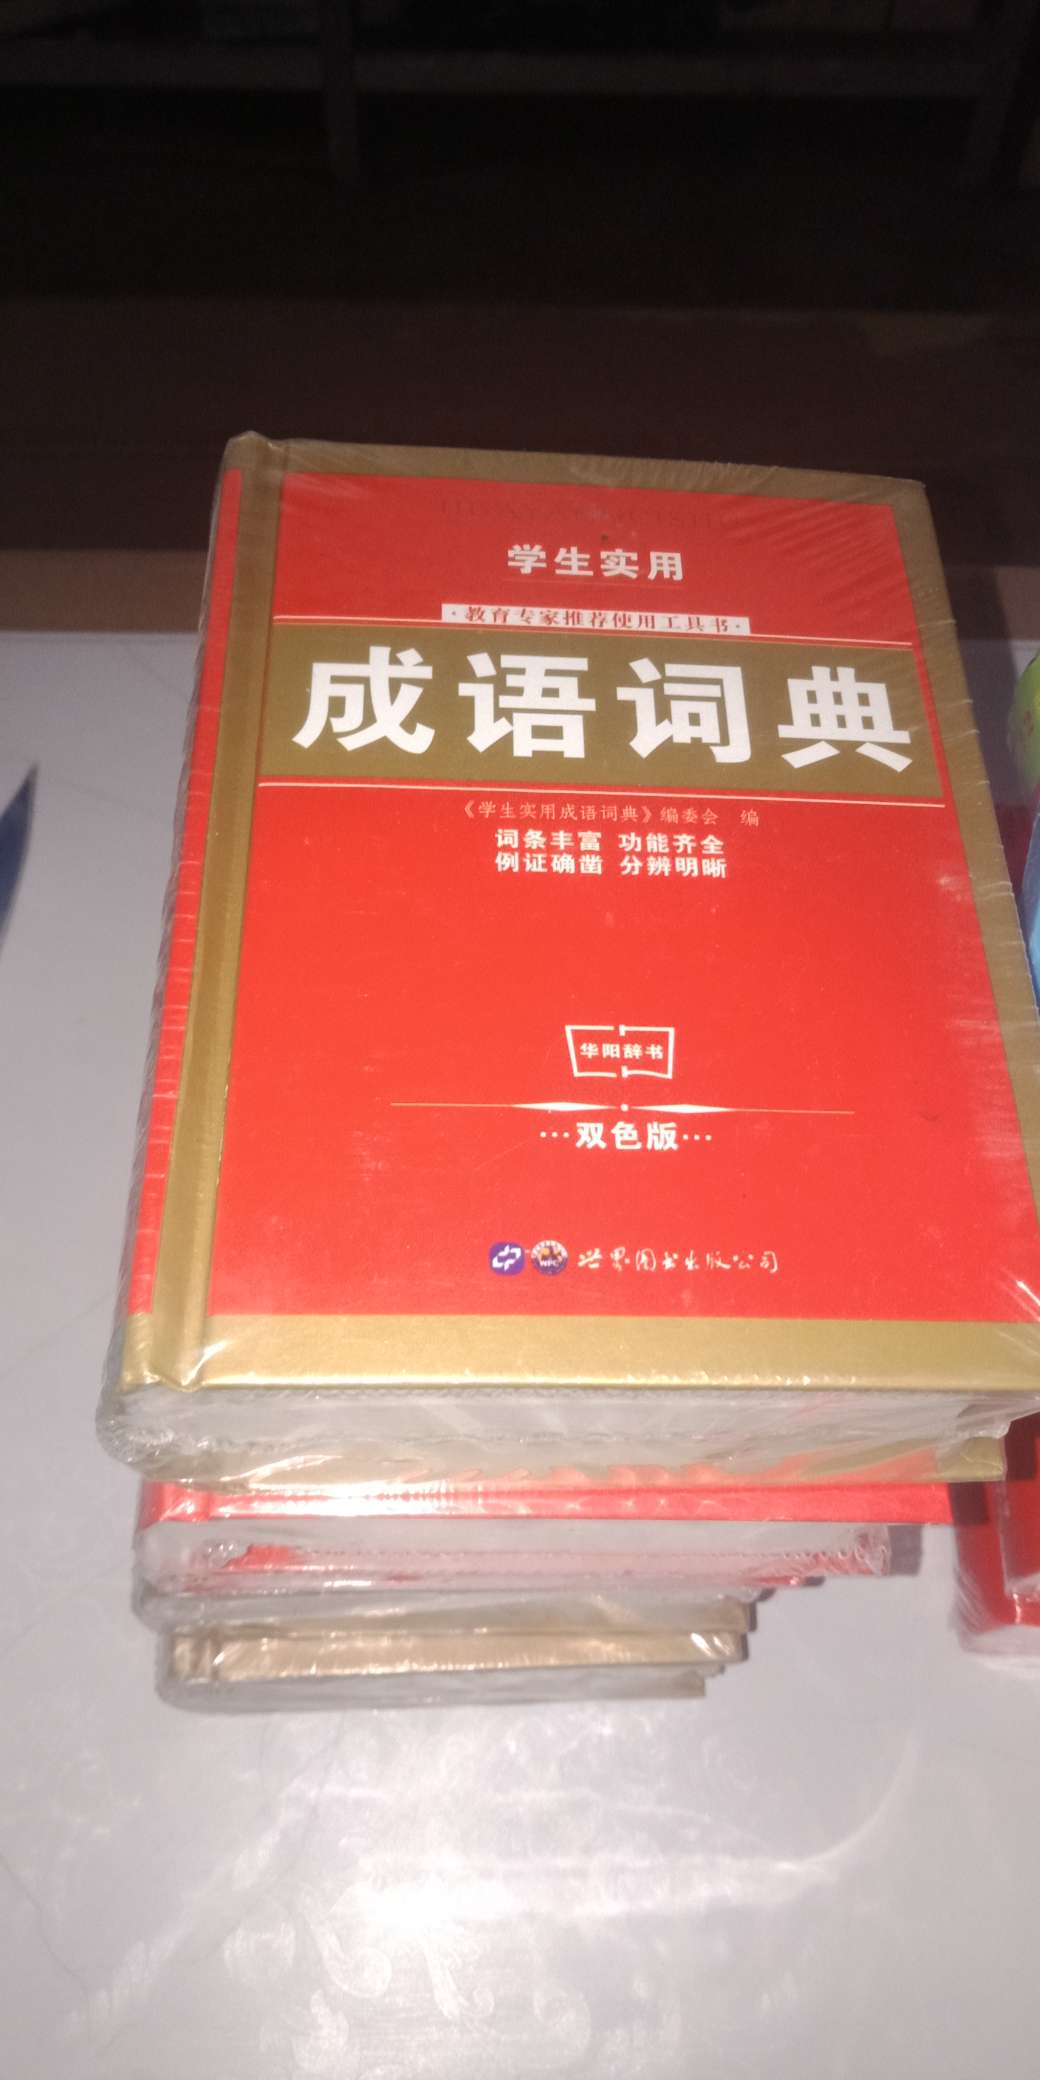 学生实用
·教育专家推荐使用工具书·
成语词典
《学生实用成语词典》编委会 编
词条丰富 功能齐全
例证确凿 分辨明晰
华阳辞书
…双色版…
WPC 世界图书出版公司